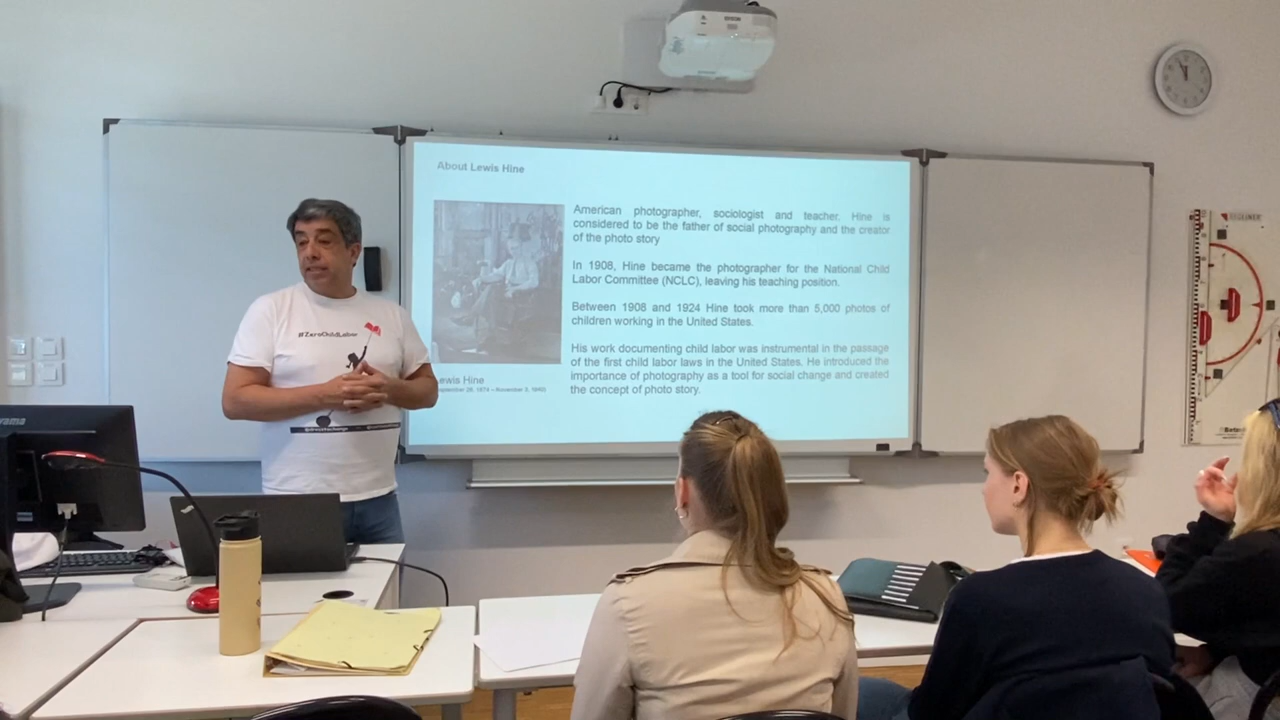 About Lewis Hine
American photographer, sociologist and teacher. Hine is
considered to be the father of social photography and the creator
of the photo story
In 1908, Hine became the photographer for the National Child
Labor Committee (NCLC), leaving his teaching position.
Between 1908 and 1924 Hine took more than 5,000 photos of
children working in the United States.
His work documenting child labor was instrumental in the passage
of the first child labor laws in the United States. He introduced the
importance of photography as a tool for social change and created
the concept of photo story.
Lewis Hine
#ZeroChildLabor
EPSON